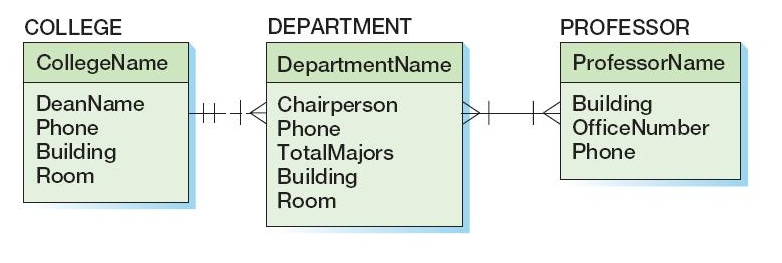 COLLEGE
CollegeName
DeanName
Phone
Building
Room
DEPARTMENT
DepartmentName
Chairperson
Phone
TotalMajors
Building
Room
PROFESSOR
ProfessorName
Building
OfficeNumber
Phone